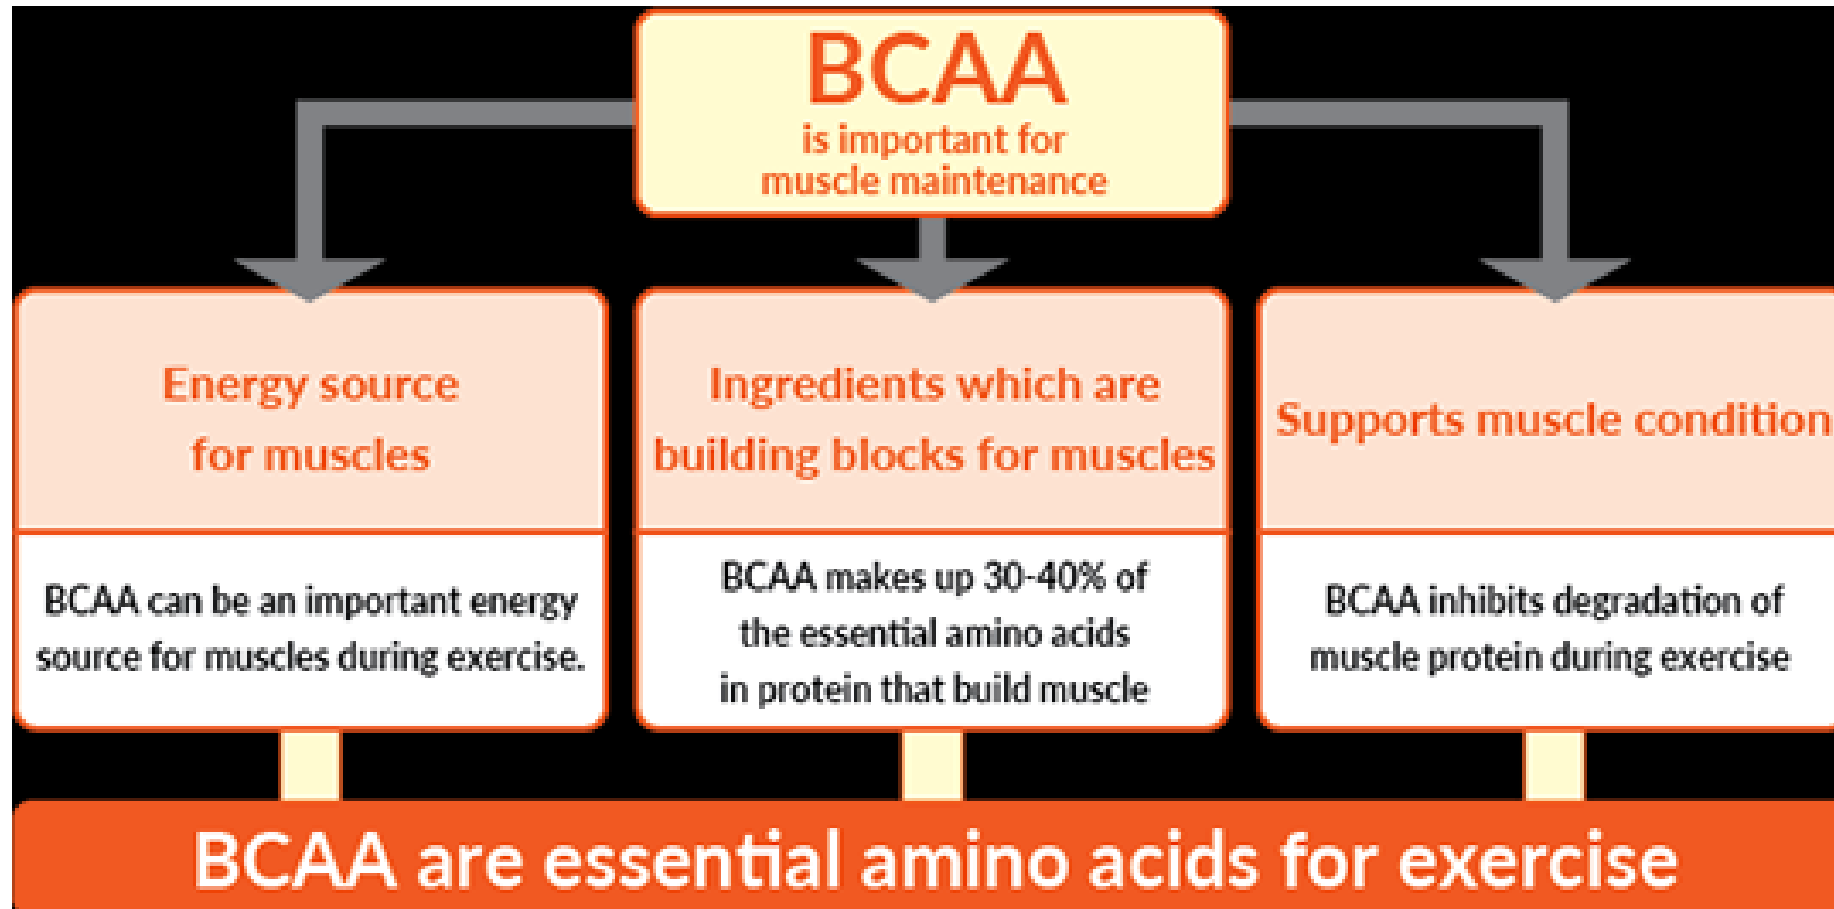 BCAA
is important for
muscle maintenance
Energy source
for muscles
BCAA can be an important energy
source for muscles during exercise.
Ingredients which are
building blocks for muscles
BCAA makes up 30-40% of
the essential amino acids
in protein that build muscle
Supports muscle condition
BCAA inhibits degradation of
muscle protein during exercise
BCAA are essential amino acids for exercise